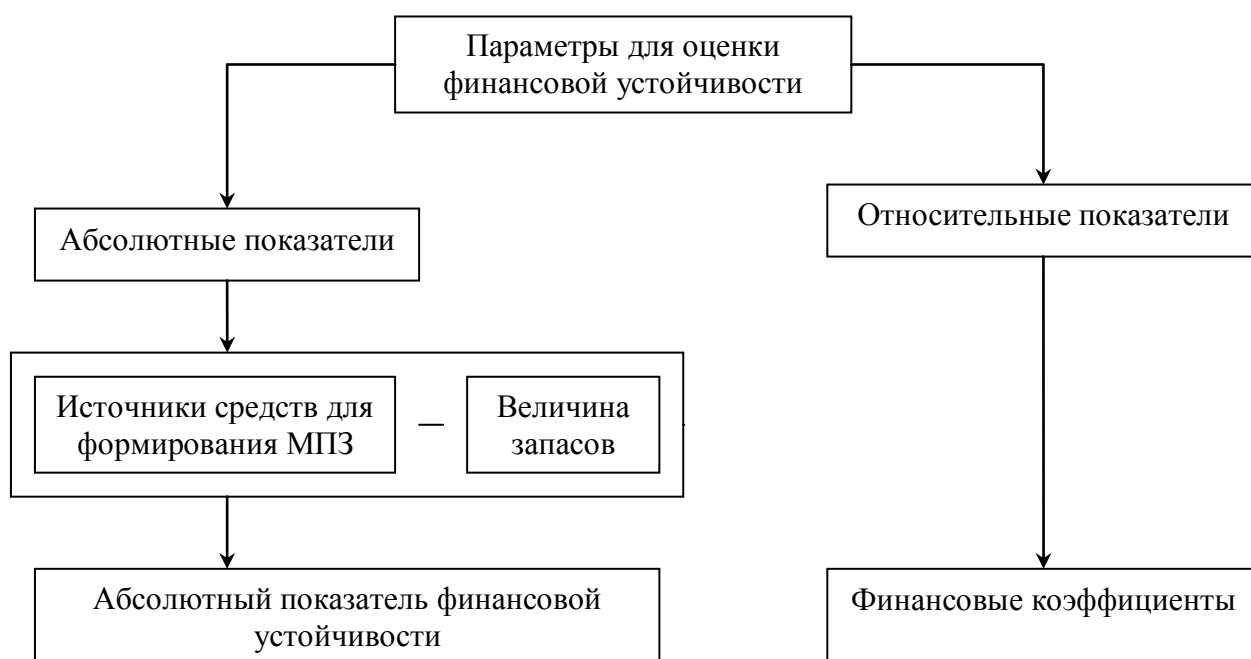 Параметры для оценки
финансовой устойчивости
Абсолютные показатели
Относительные показатели
Источники средств для
формирования МПЗ
–
Величина
запасов
Абсолютный показатель финансовой
устойчивости
Финансовые коэффициенты